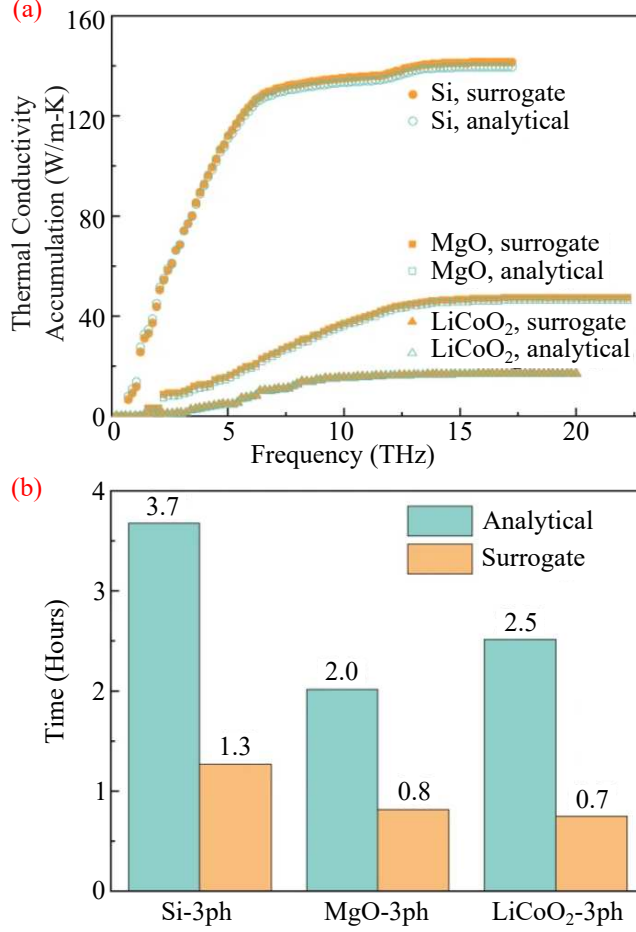 (a)
160
120
80
40
0
Thermal Conductivity
Accumulation (W/m-K)
Si, surrogate
Si, analytical
MgO, surrogate
MgO, analytical
LiCoO₂, surrogate
LiCoO₂, analytical
0 5 10 15 20
Frequency (THz)
(b)
4
3
2
1
0
Time (Hours)
Analytical
Surrogate
3.7
1.3
2.0
0.8
2.5
0.7
Si-3ph MgO-3ph LiCoO₂-3ph